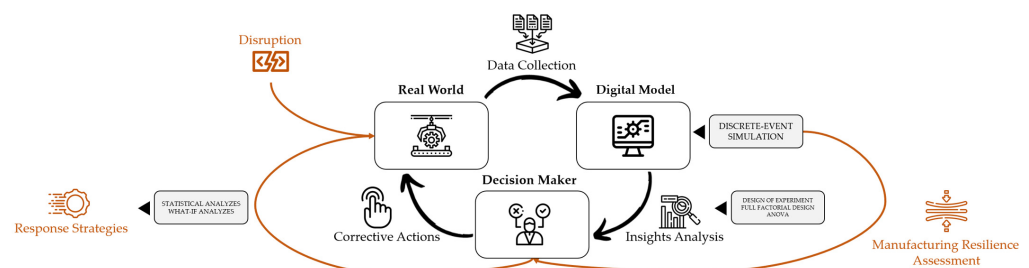 Disruption
Data Collection
Real World
Digital Model
DISCRETE-EVENT
SIMULATION
Decision Maker
STATISTICAL ANALYZES
WHAT-IF ANALYZES
DESIGN OF EXPERIMENT
FULL FACTORIAL DESIGN
ANOVA
Response Strategies
Corrective Actions
Insights Analysis
Manufacturing Resilience
Assessment